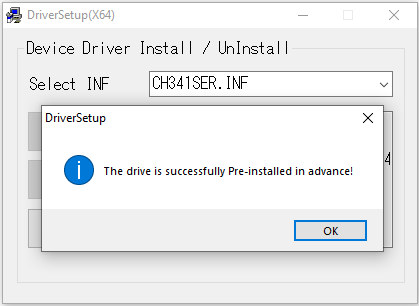 DriverSetup(X64)
Device Driver Install / UnInstall
Select INF
CH341SER.INF
DriverSetup
4
The drive is successfully Pre-installed in advance!
OK